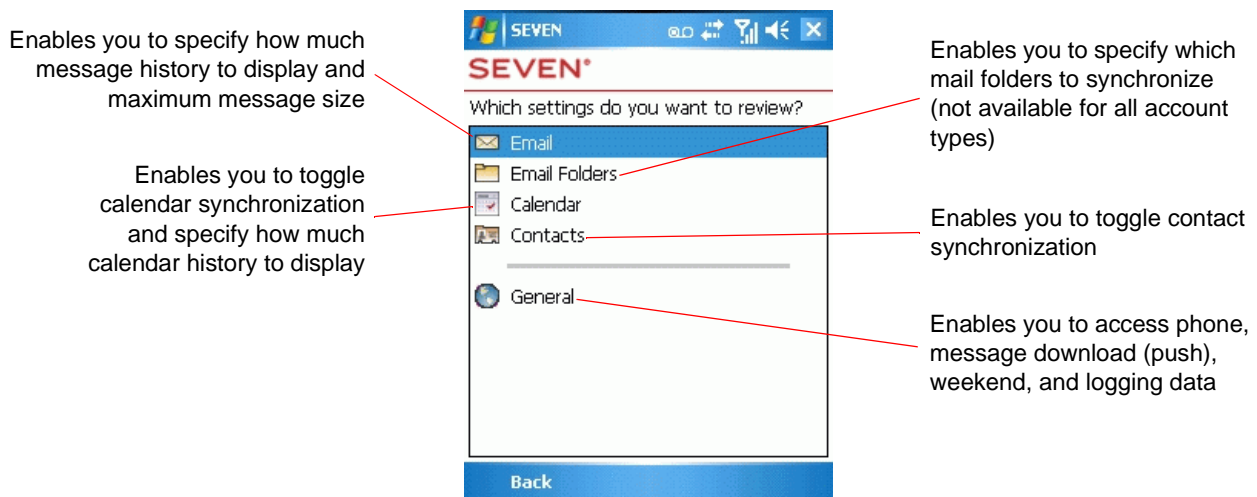 Enables you to specify how much
message history to display and
maximum message size
Enables you to toggle
calendar synchronization
and specify how much
calendar history to display
SEVEN
SEVEN
Which settings do you want to review?
Email
Email Folders
Calendar
Contacts
General
Back
Enables you to specify which
mail folders to synchronize
(not available for all account
types)
Enables you to toggle contact
synchronization
Enables you to access phone,
message download (push),
weekend, and logging data